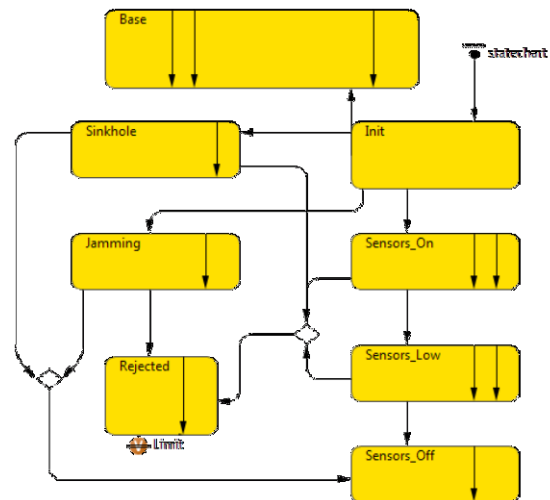 Base
statechart
Sinkhole
Init
Jamming
Sensors_On
Rejected
Sensors_Low
Limit
Sensors_Off